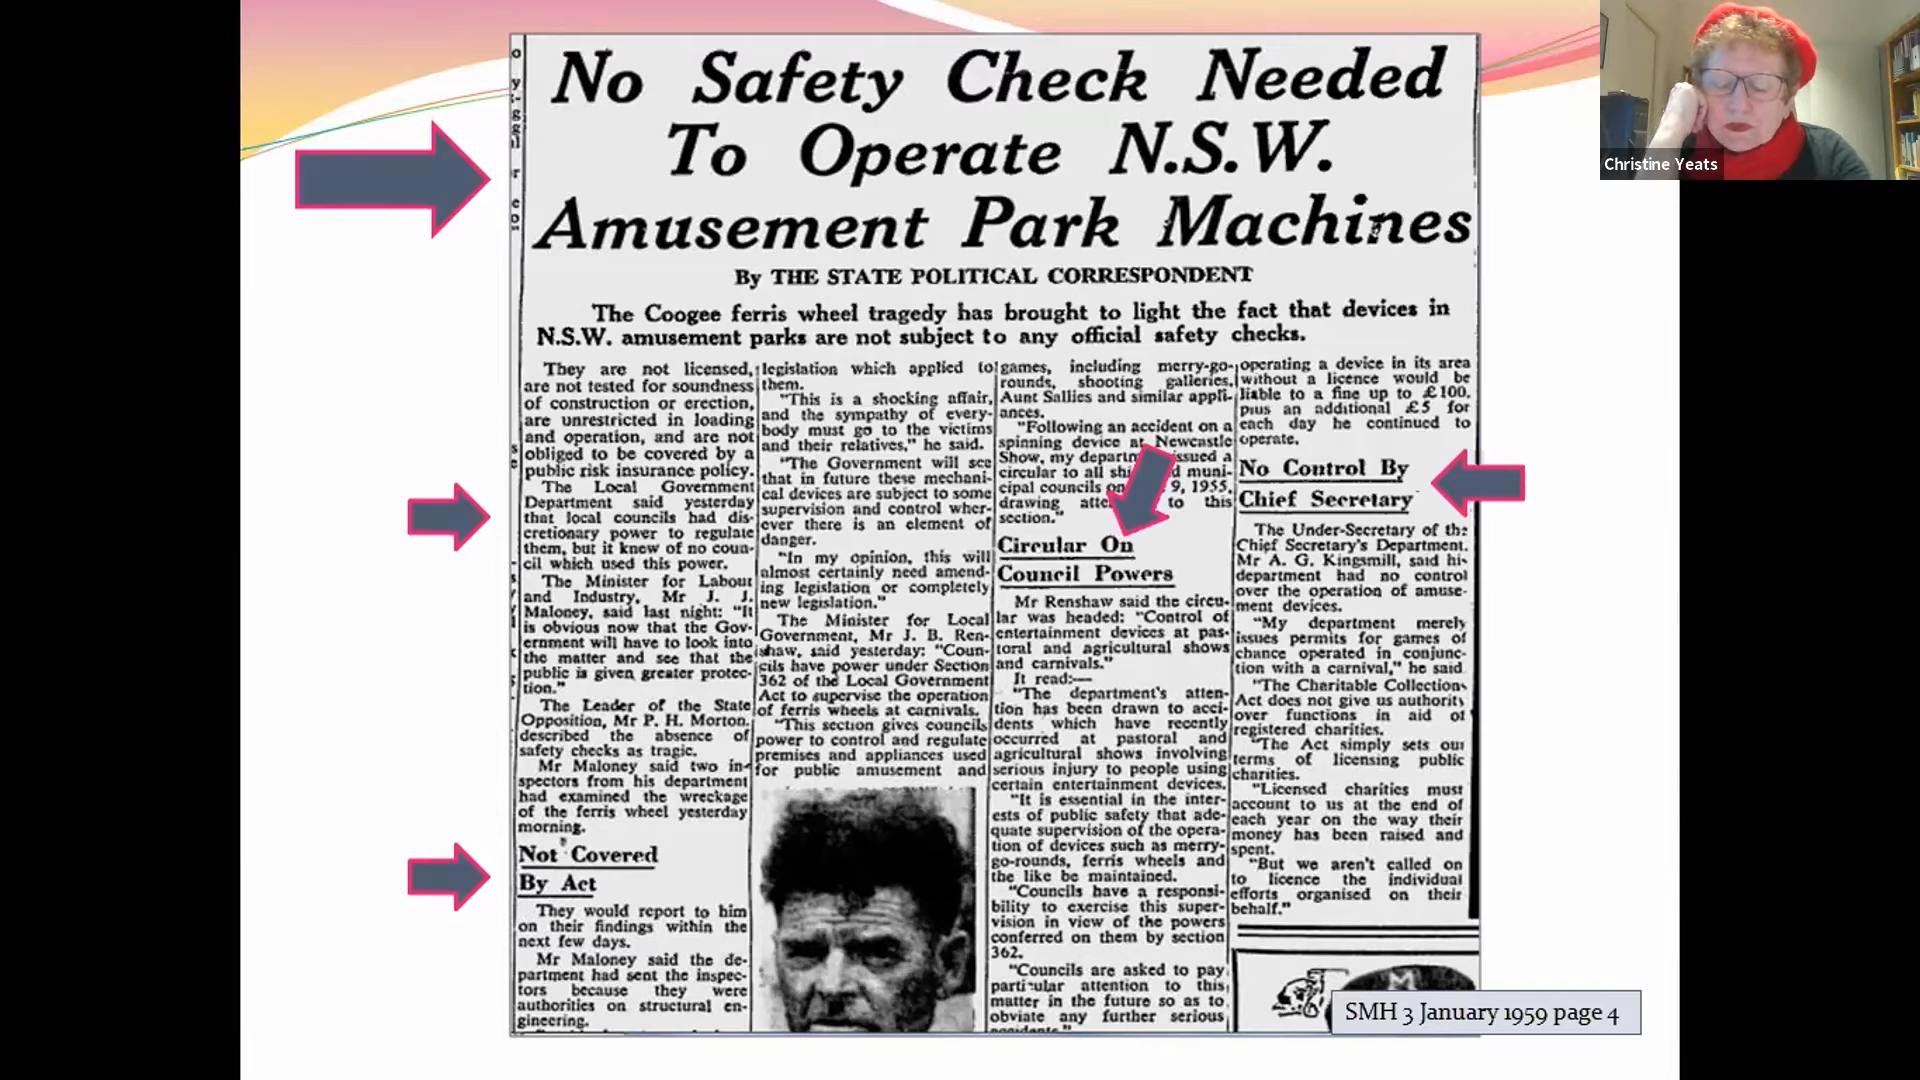 No Safety Check Needed
To Operate N.S.W.
Amusement Park Machines
By THE STATE POLITICAL CORRESPONDENT
The Coogee ferris wheel tragedy has brought to light the fact that devices in
N.S.W. amusement parks are not subject to any official safety checks.
They are not licensed,
are not tested for soundness
of construction or erection,
are unrestricted in loading
and operation, and are not
obliged to be covered by a
public risk insurance policy.
The Local Government
Department said yesterday
that local councils had dis-
cretionary power to regulate
them, but it knew of no coun-
cil which used this power.
The Minister for Labour
and Industry, Mr J. J.
Maloney, said last night: "It
is obvious now that the Gov-
ernment will have to look into
the matter and see that the
public is given greater protec-
tion."
The Leader of the State
Opposition, Mr P. H. Morton,
described the absence of
safety checks as tragic.
Mr Maloney said two in-
spectors from his department
had examined the wreckage
of the ferris wheel yesterday
morning.
Not Covered
By Act
They would report to him
on their findings within the
next few days.
Mr Maloney said the de-
partment had sent the inspec-
tors because they were
authorities on structural en-
gineering.
legislation which applied to
them.
"This is a shocking affair,
and the sympathy of every-
body must go to the victims
and their relatives," he said.
"The Government will see
that in future these mechani-
cal devices are subject to some
supervision and control wher-
ever there is an element of
danger.
"In my opinion, this will
almost certainly need amend-
ing legislation or completely
new legislation."
The Minister for Local
Government, Mr J. B. Ren-
shaw, said yesterday: "Coun-
cils have power under Section
362 of the Local Government
Act to supervise the operation
of ferris wheels at carnivals.
"This section gives councils
power to control and regulate
premises and appliances used
for public amusement and
games, including merry-go-
rounds, shooting galleries,
Aunt Sallies and similar appli-
ances.
"Following an accident on a
spinning device at Newcastle
Show, my departm issued a
circular to all shi d muni-
cipal councils on 9, 1955,
drawing atte to this
section."
Circular On
Council Powers
Mr Renshaw said the circu-
lar was headed: "Control of
entertainment devices at pas-
toral and agricultural shows
and carnivals."
It read:—
"The department's atten-
tion has been drawn to acci-
dents which have recently
occurred at pastoral and
agricultural shows involving
serious injury to people using
certain entertainment devices.
"It is essential in the inter-
ests of public safety that ade-
quate supervision of the opera-
tion of devices such as merry-
go-rounds, ferris wheels and
the like be maintained.
"Councils have a responsi-
bility to exercise this super-
vision in view of the powers
conferred on them by section
362.
"Councils are asked to pay
particular attention to this
matter in the future so as to
obviate any further serious
accidents."
operating a device in its area
without a licence would be
liable to a fine up to £100,
plus an additional £5 for
each day he continued to
operate.
No Control By
Chief Secretary
The Under-Secretary of the
Chief Secretary's Department,
Mr A. G. Kingsmill, said his
department had no control
over the operation of amuse-
ment devices.
"My department merely
issues permits for games of
chance operated in conjunc-
tion with a carnival," he said.
"The Charitable Collections
Act does not give us authority
over functions in aid of
registered charities.
"The Act simply sets out
terms of licensing public
charities.
"Licensed charities must
account to us at the end of
each year on the way their
money has been raised and
spent.
"But we aren't called on
to licence the individual
efforts organised on their
behalf."
SMH 3 January 1959 page 4
Christine Yeats